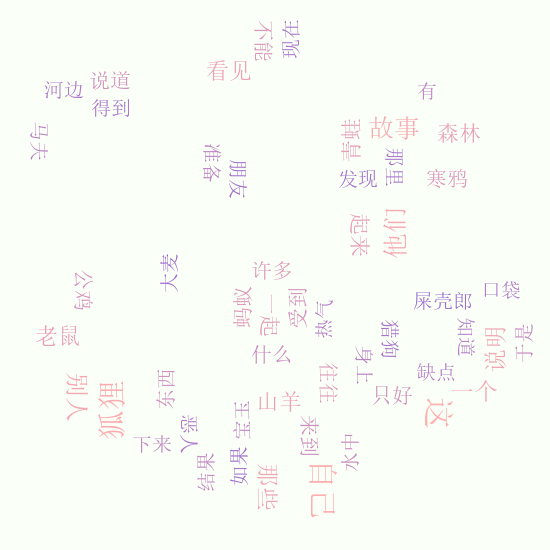 不能
现在
看见
说道
河边
得到
有
马夫
青蛙
故事
森林
准备
朋友
发现
那里
寒鸦
起来
他们
大麦
许多
公鸡
蚂蚁
一起
受到
热气
屎壳郎
口袋
老鼠
什么
猎狗
知道
说明
于是
身上
往往
缺点
别人
狐狸
东西
山羊
只好
一个
这
恶人
宝玉
来到
下来
水中
结果
如果
那些
自己